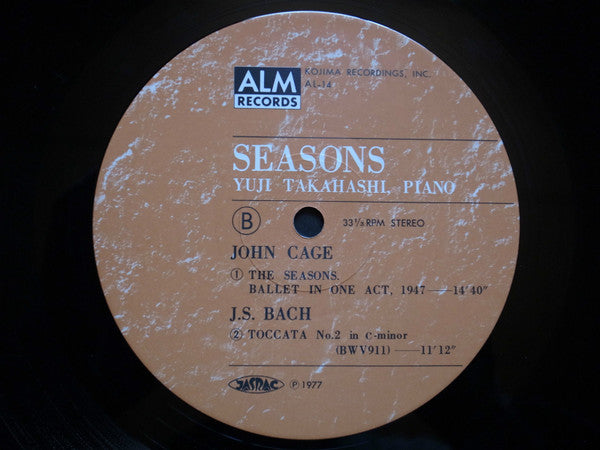 ALM
RECORDS
KOJIMA RECORDINGS, INC.
AL-14
SEASONS
YUJI TAKAHASHI, PIANO
B
33⅓ RPM STEREO
JOHN CAGE
① THE SEASONS.
BALLET IN ONE ACT, 1947—14'40"
J.S. BACH
② TOCCATA No.2 in c-minor
(BWV911)—11'12"
JASRAC
Ⓟ 1977